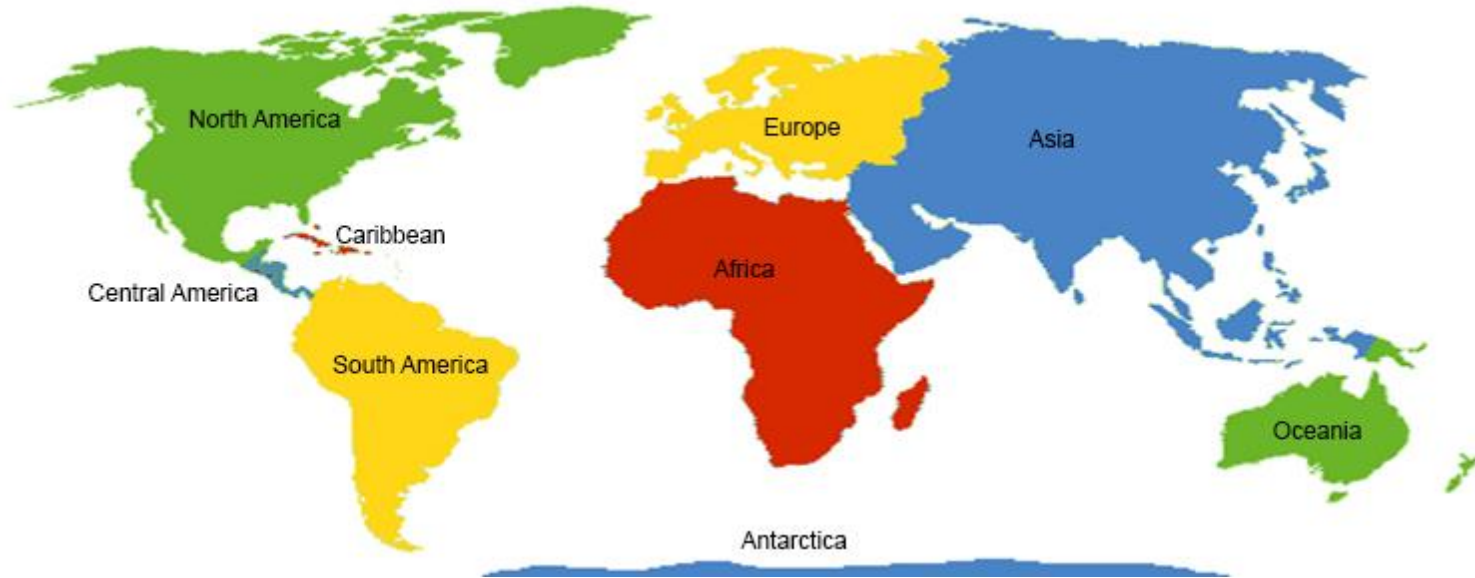 North America
Europe
Asia
Caribbean
Africa
Central America
South America
Oceania
Antarctica